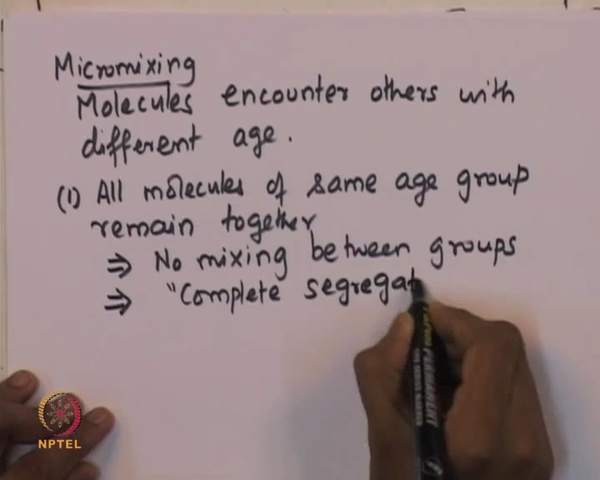 Micromixing
Molecules encounter others with
different age.
(1) All molecules of same age group
remain together
⇒ No mixing between groups
⇒ "Complete segregat
NPTEL
PERMANENT